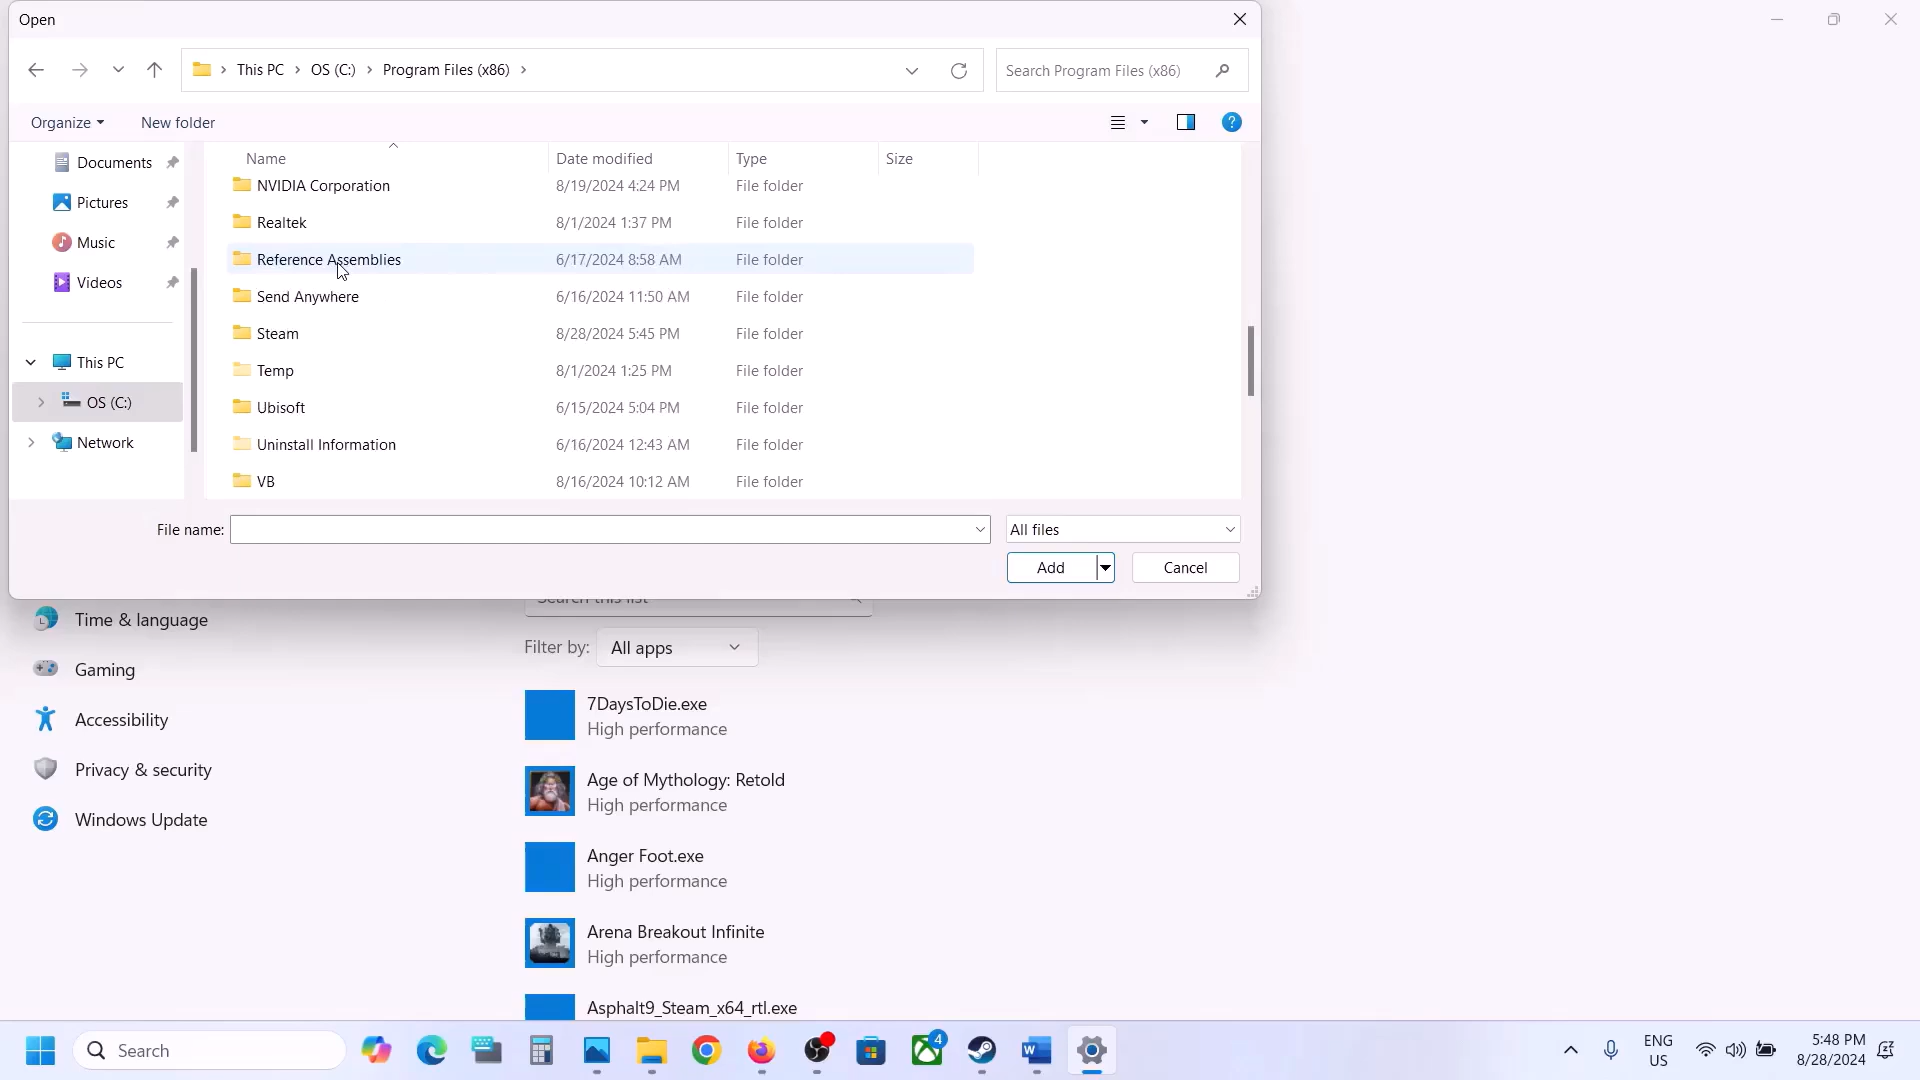 Open
This PC > OS (C:) > Program Files (x86) >
Search Program Files (x86)
Organize
New folder
?
Documents
Pictures
Music
Videos
This PC
OS (C:)
Network
Name Date modified Type Size
NVIDIA Corporation 8/19/2024 4:24 PM File folder
Realtek 8/1/2024 1:37 PM File folder
Reference Assemblies 6/17/2024 8:58 AM File folder
Send Anywhere 6/16/2024 11:50 AM File folder
Steam 8/28/2024 5:45 PM File folder
Temp 8/1/2024 1:25 PM File folder
Ubisoft 6/15/2024 5:04 PM File folder
Uninstall Information 6/16/2024 12:43 AM File folder
VB 8/16/2024 10:12 AM File folder
File name:
All files
Add
Cancel
Time & language
Gaming
Accessibility
Privacy & security
Windows Update
Search this list
Filter by: All apps
7DaysToDie.exe
High performance
Age of Mythology: Retold
High performance
Anger Foot.exe
High performance
Arena Breakout Infinite
High performance
Asphalt9_Steam_x64_rtl.exe
Search
4
ENG
US
5:48 PM
8/28/2024